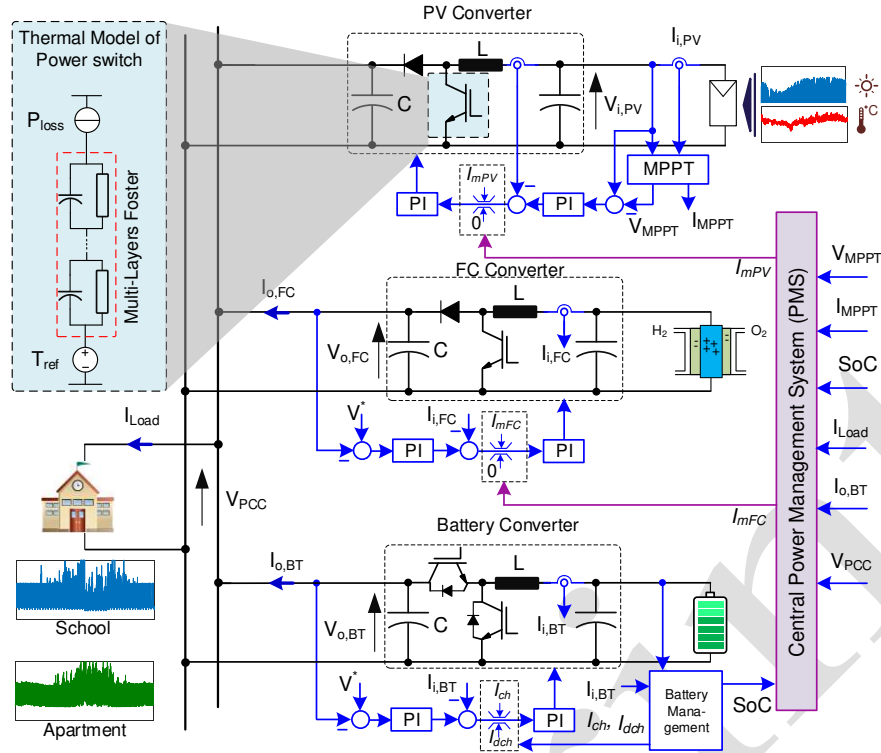 PV Converter
Thermal Model of
Power switch
P_loss
Multi-Layers Foster
T_ref
L
C
V_i,PV
I_i,PV
°C
MPPT
PI
PI
I_mPV
0
V_MPPT
I_MPPT
I_mPV
FC Converter
I_o,FC
L
V_o,FC
C
I_i,FC
H₂
O₂
V*
I_i,FC
PI
I_mFC
0
PI
I_mFC
I_Load
V_PCC
Battery Converter
I_o,BT
L
V_o,BT
C
I_i,BT
V*
I_i,BT
PI
I_ch
I_dch
PI
I_i,BT
I_ch, I_dch
Battery
Mana-
gement
SoC
School
Apartment
Central Power Management System (PMS)
V_MPPT
I_MPPT
SoC
I_Load
I_o,BT
V_PCC